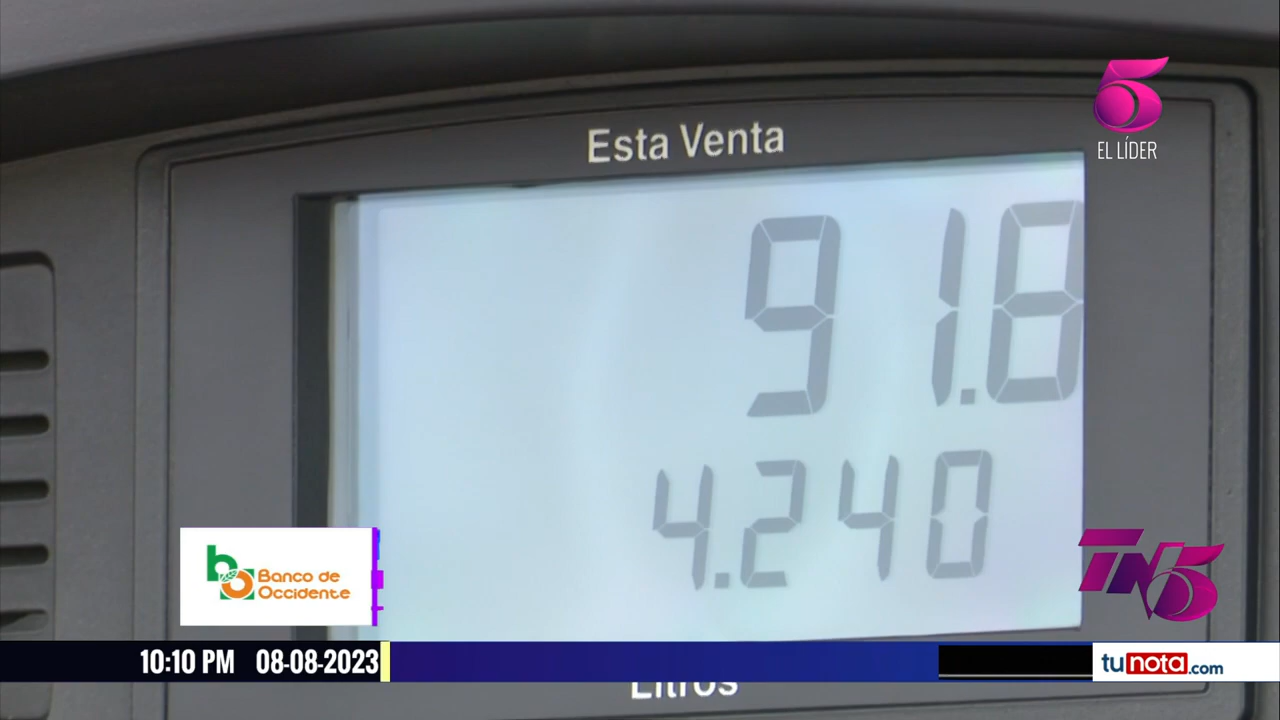 5
EL LÍDER
Esta Venta
91.8
4.240
Banco de
Occidente
TN5
10:10 PM 08-08-2023
tunota.com
Litros